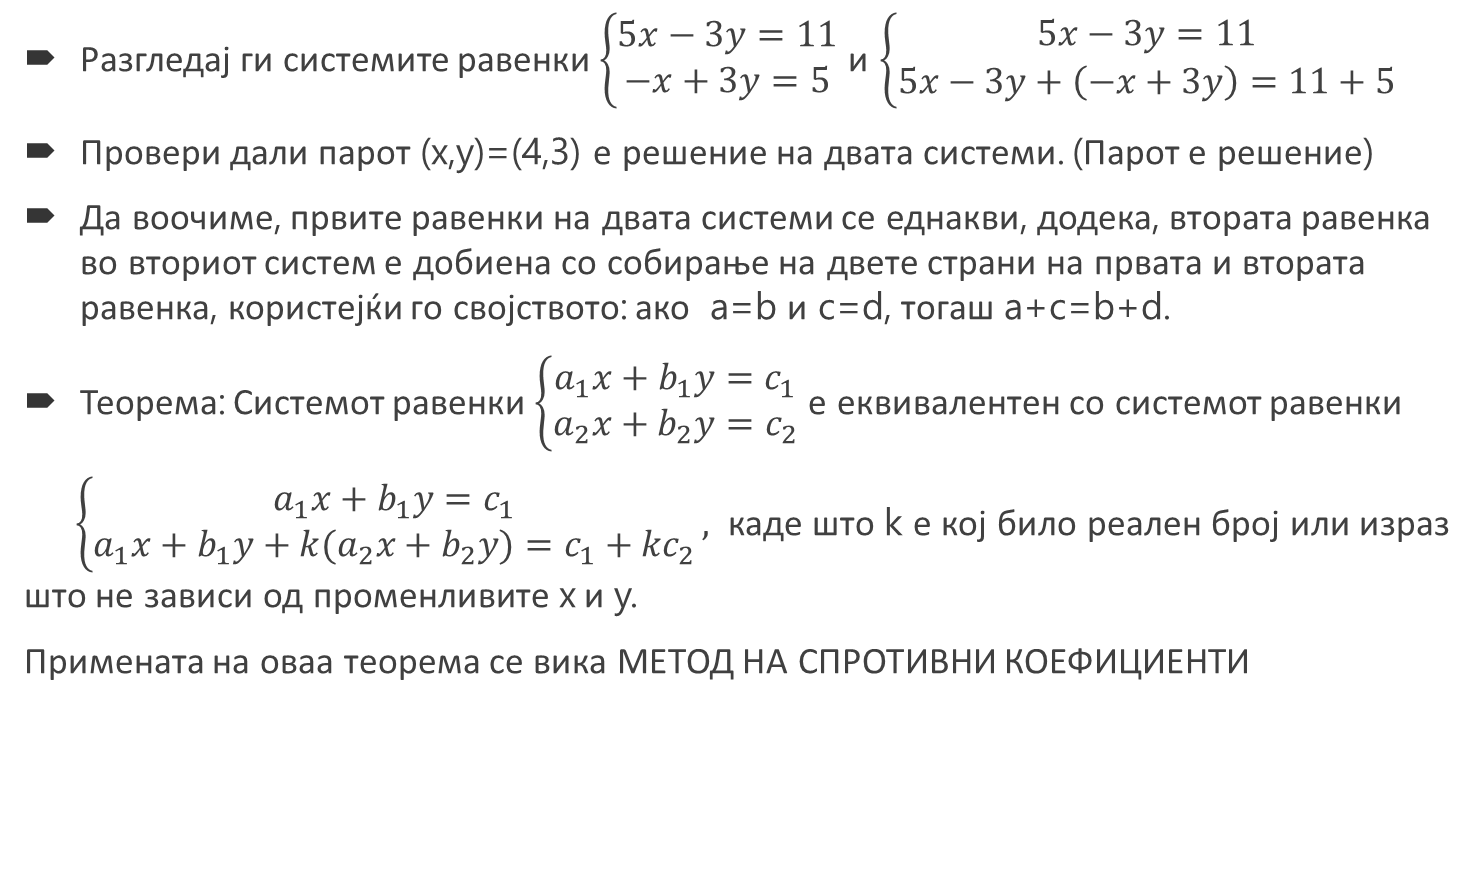 Разгледај ги системите равенки {5x − 3y = 11 −x + 3y = 5 и {5x − 3y = 11 5x − 3y + (−x + 3y) = 11 + 5
Провери дали парот (x,y)=(4,3) е решение на двата системи. (Парот е решение)
Да воочиме, првите равенки на двата системи се еднакви, додека, втората равенка
во вториот систем е добиена со собирање на двете страни на првата и втората
равенка, користејќи го својството: ако a=b и c=d, тогаш a+c=b+d.
Теорема: Системот равенки {a₁x + b₁y = c₁ a₂x + b₂y = c₂ е еквивалентен со системот равенки
{a₁x + b₁y = c₁ a₁x + b₁y + k(a₂x + b₂y) = c₁ + kc₂ , каде што k е кој било реален број или израз
што не зависи од променливите x и y.
Примената на оваа теорема се вика МЕТОД НА СПРОТИВНИ КОЕФИЦИЕНТИ